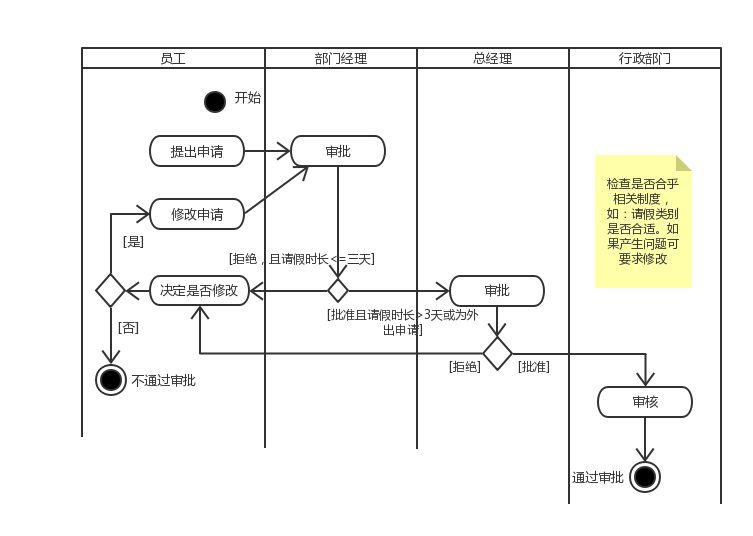 员工
部门经理
总经理
行政部门
开始
提出申请
审批
检查是否合乎
相关制度，
如：请假类别
是否合适。如
果产生问题可
要求修改
修改申请
[是]
[拒绝，且请假时长<=三天]
决定是否修改
审批
[批准且请假时长>3天或为外
出申请]
[否]
[拒绝]
[批准]
不通过审批
审核
通过审批